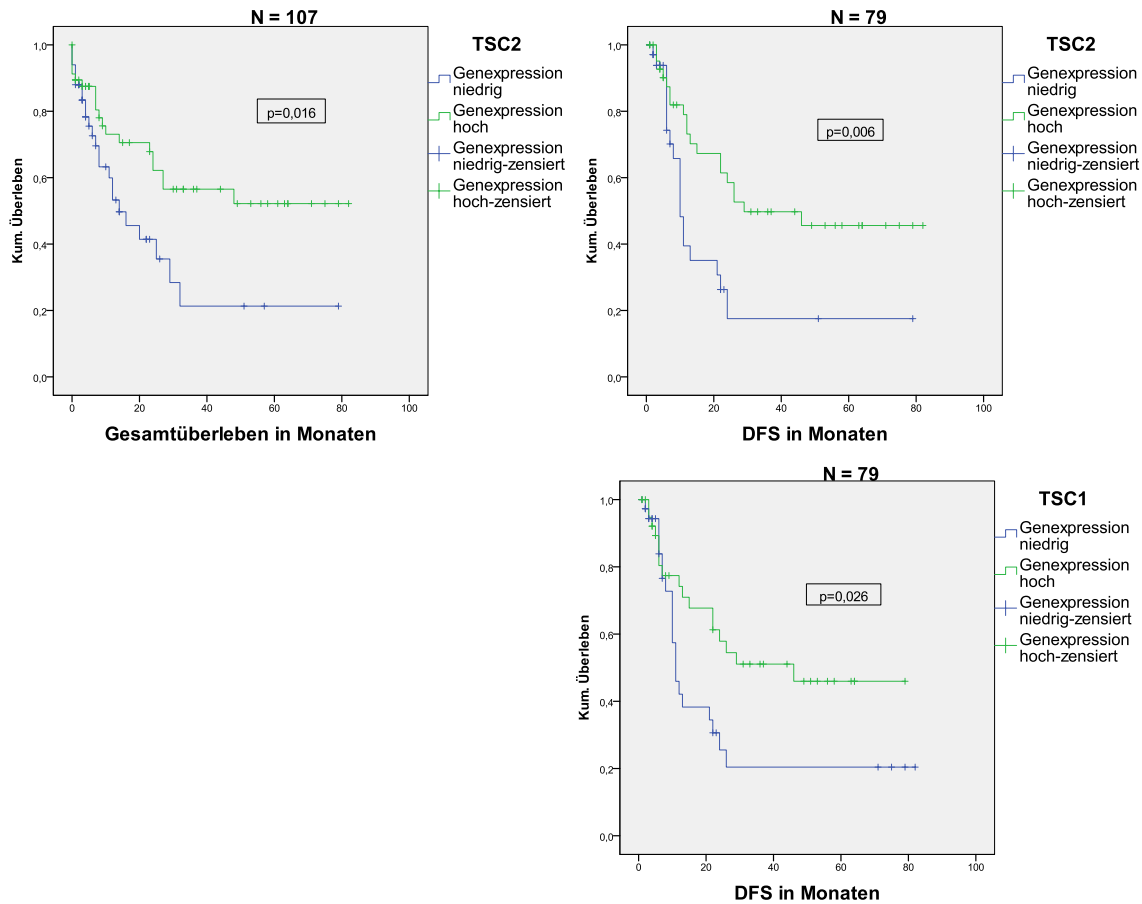 N = 107
TSC2
Kum. Überleben
1,0
0,8
0,6
0,4
0,2
0,0
p=0,016
0 20 40 60 80 100
Gesamtüberleben in Monaten
Genexpression
niedrig
Genexpression
hoch
Genexpression
niedrig-zensiert
Genexpression
hoch-zensiert
N = 79
TSC2
Kum. Überleben
1,0
0,8
0,6
0,4
0,2
0,0
p=0,006
0 20 40 60 80 100
DFS in Monaten
Genexpression
niedrig
Genexpression
hoch
Genexpression
niedrig-zensiert
Genexpression
hoch-zensiert
N = 79
TSC1
Kum. Überleben
1,0
0,8
0,6
0,4
0,2
0,0
p=0,026
0 20 40 60 80 100
DFS in Monaten
Genexpression
niedrig
Genexpression
hoch
Genexpression
niedrig-zensiert
Genexpression
hoch-zensiert